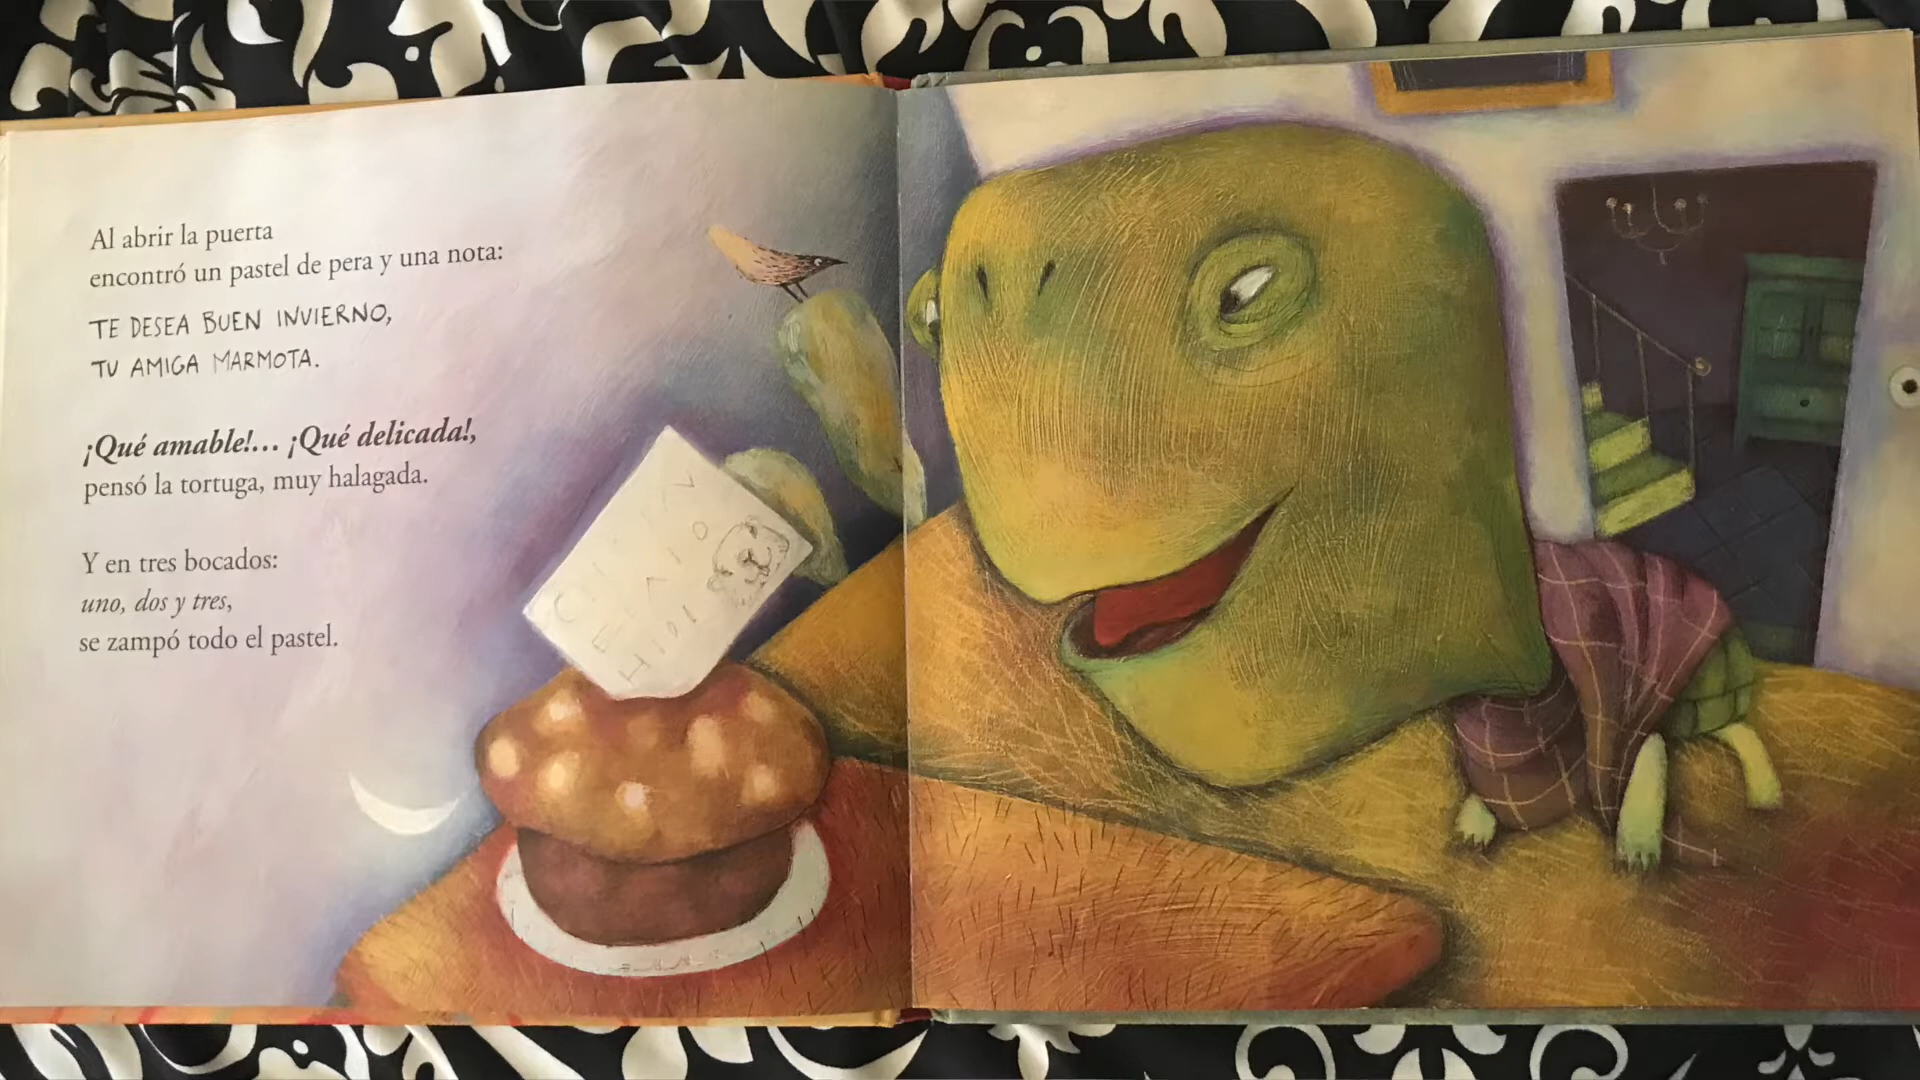 Al abrir la puerta
encontró un pastel de pera y una nota:
TE DESEA BUEN INVIERNO,
TU AMIGA MARMOTA.
¡Qué amable!... ¡Qué delicada!,
pensó la tortuga, muy halagada.
Y en tres bocados:
uno, dos y tres,
se zampó todo el pastel.